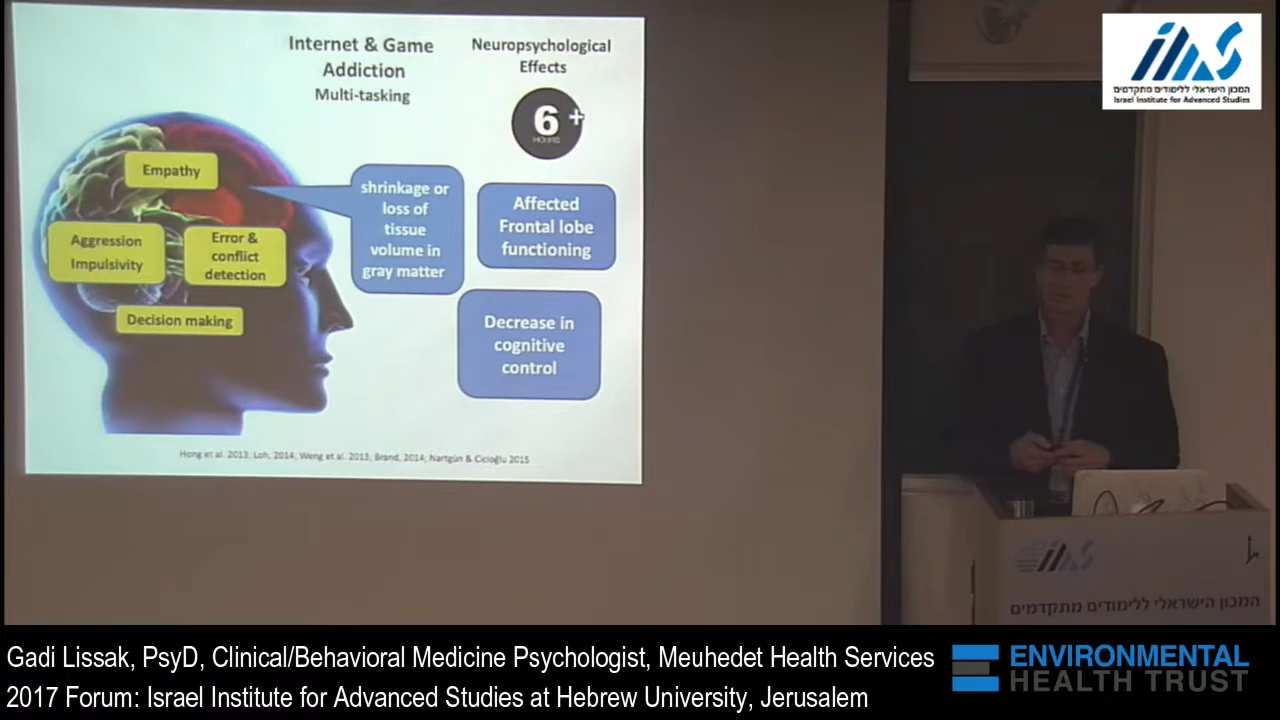 Internet & Game
Addiction
Multi-tasking
Neuropsychological
Effects
6+
HOURS
Empathy
Aggression
Impulsivity
Error &
conflict
detection
Decision making
shrinkage or
loss of
tissue
volume in
gray matter
Affected
Frontal lobe
functioning
Decrease in
cognitive
control
Hong et al. 2013; Loh, 2014; Weng et al. 2013; Brand, 2014; Nartgün & Cicioğlu 2015
המכון הישראלי ללימודים מתקדמים
Israel Institute for Advanced Studies
המכון הישראלי ללימודים מתקדמים
Gadi Lissak, PsyD, Clinical/Behavioral Medicine Psychologist, Meuhedet Health Services
2017 Forum: Israel Institute for Advanced Studies at Hebrew University, Jerusalem
ENVIRONMENTAL
HEALTH TRUST